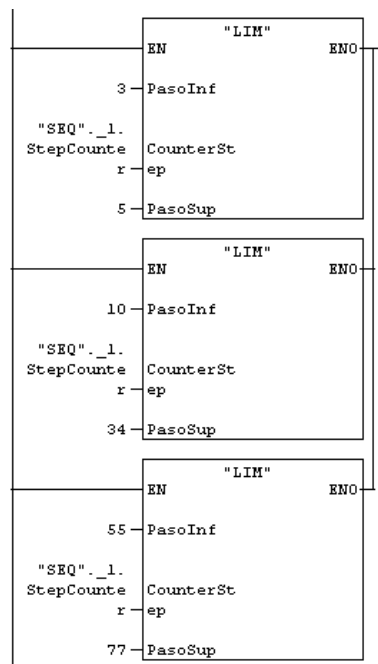 "LIM"
EN ENO
3 PasoInf
"SEQ"._1.
StepCounte CounterSt
r ep
5 PasoSup
"LIM"
EN ENO
10 PasoInf
"SEQ"._1.
StepCounte CounterSt
r ep
34 PasoSup
"LIM"
EN ENO
55 PasoInf
"SEQ"._1.
StepCounte CounterSt
r ep
77 PasoSup